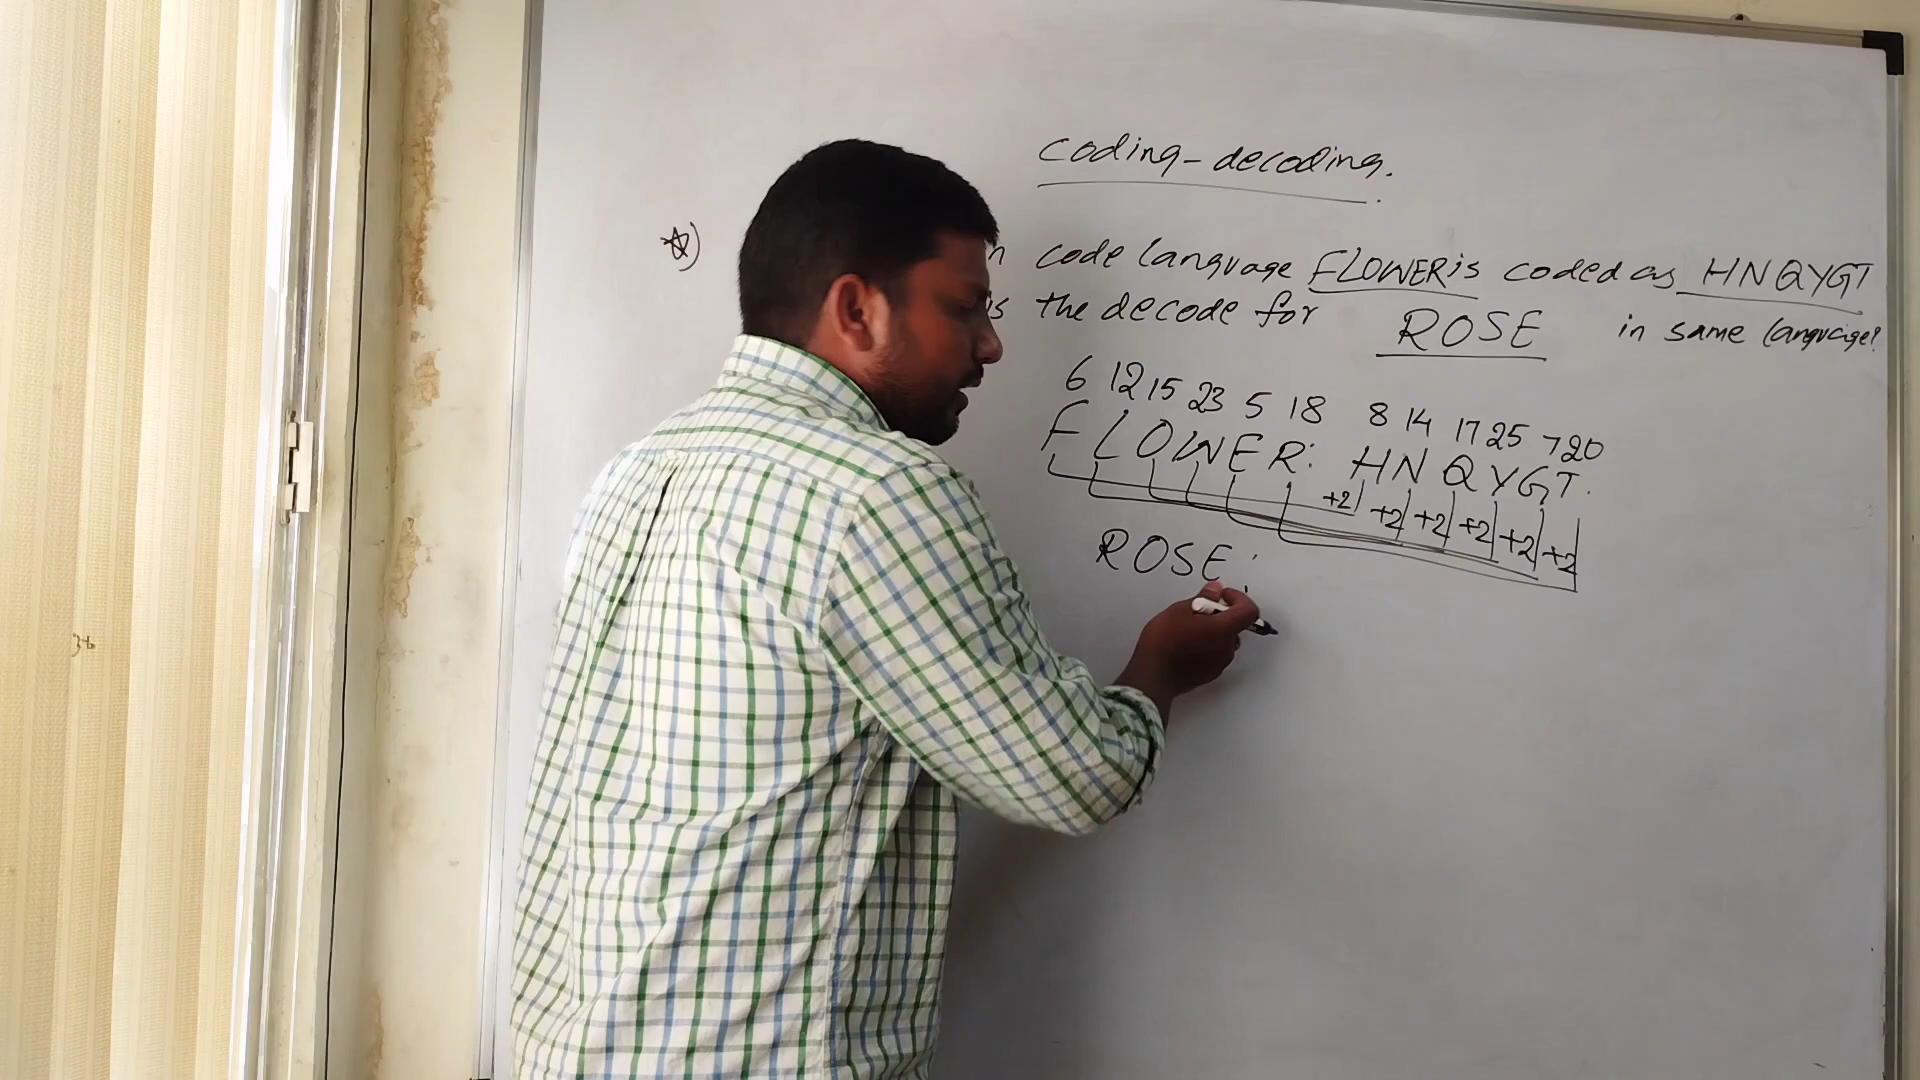 coding-decoding.
code language FLOWER is coded as HNQYGT
is the decode for ROSE in same language?
6 12 15 23 5 18 8 14 17 25 7 20
FLOWER: HNQYGT.
+2 +2 +2 +2 +2 +2
ROSE: